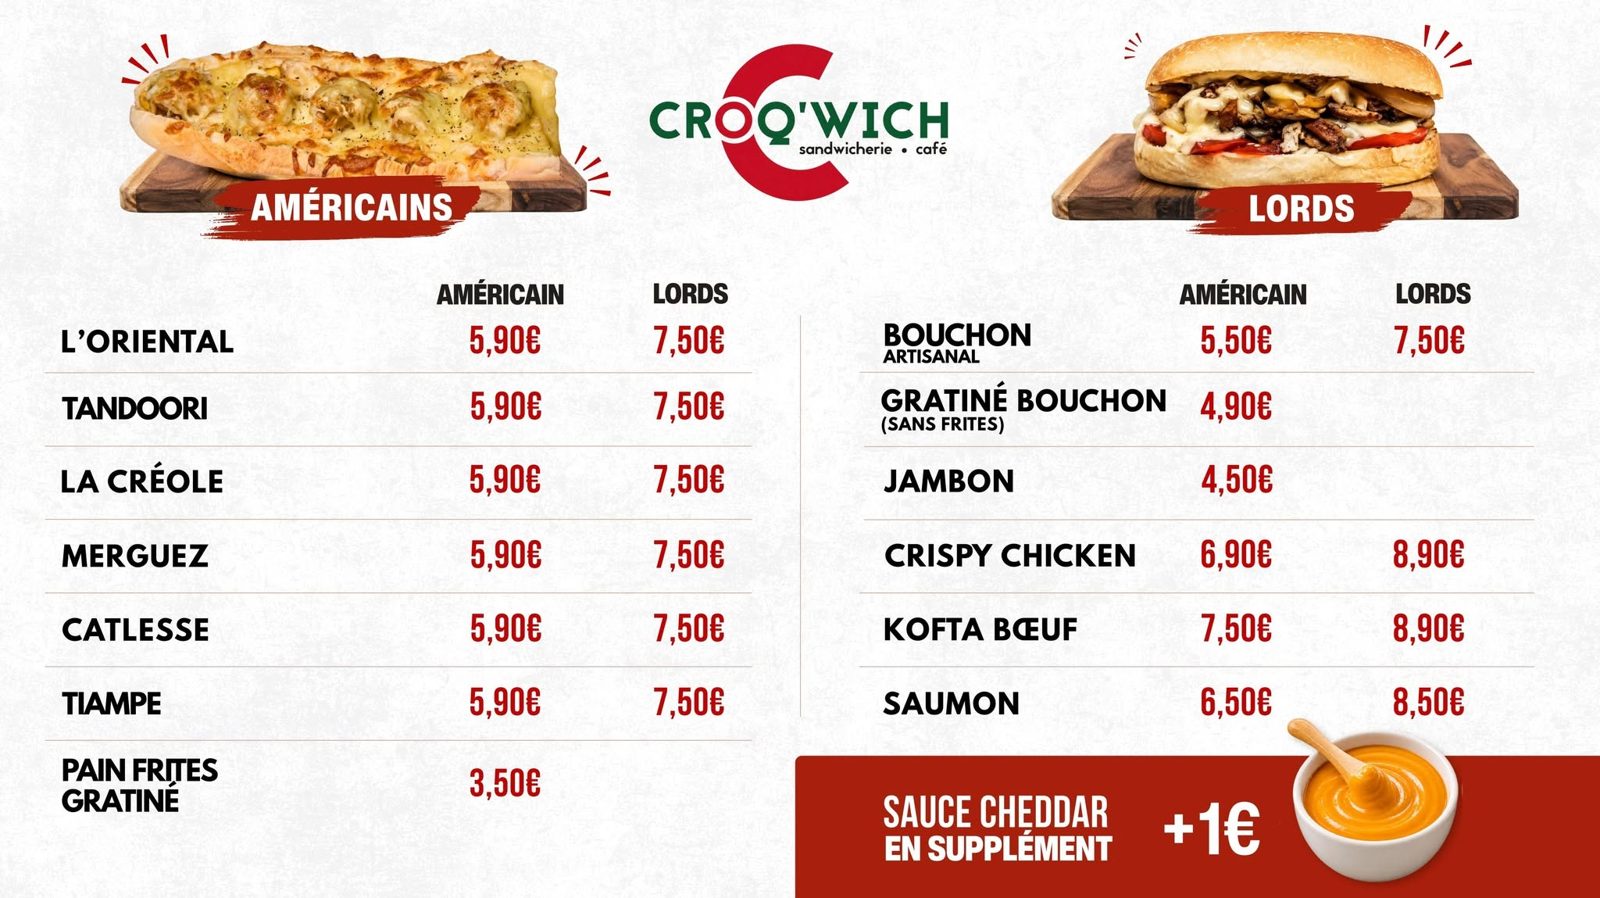 CROQ'WICH
sandwicherie • café
AMÉRICAINS
LORDS
AMÉRICAIN LORDS
L'ORIENTAL 5,90€ 7,50€
TANDOORI 5,90€ 7,50€
LA CRÉOLE 5,90€ 7,50€
MERGUEZ 5,90€ 7,50€
CATLESSE 5,90€ 7,50€
TIAMPE 5,90€ 7,50€
PAIN FRITES
GRATINÉ 3,50€
AMÉRICAIN LORDS
BOUCHON 5,50€ 7,50€
ARTISANAL
GRATINÉ BOUCHON 4,90€
(SANS FRITES)
JAMBON 4,50€
CRISPY CHICKEN 6,90€ 8,90€
KOFTA BŒUF 7,50€ 8,90€
SAUMON 6,50€ 8,50€
SAUCE CHEDDAR
EN SUPPLÉMENT +1€